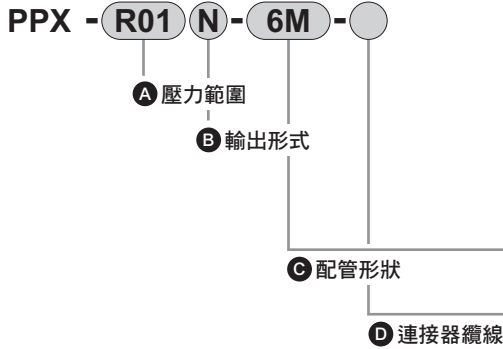 PPX - R01 N - 6M -
A 壓力範圍
B 輸出形式
C 配管形狀
D 連接器纜線